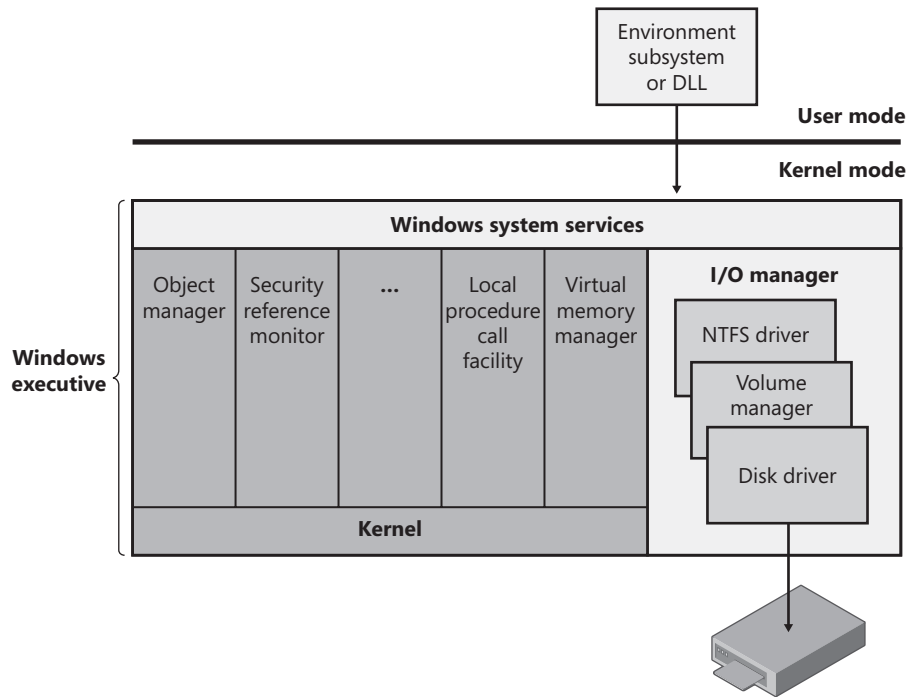 Environment
subsystem
or DLL
User mode
Kernel mode
Windows system services
Object
manager
Security
reference
monitor
...
Local
procedure
call
facility
Virtual
memory
manager
I/O manager
NTFS driver
Volume
manager
Disk driver
Windows
executive
Kernel